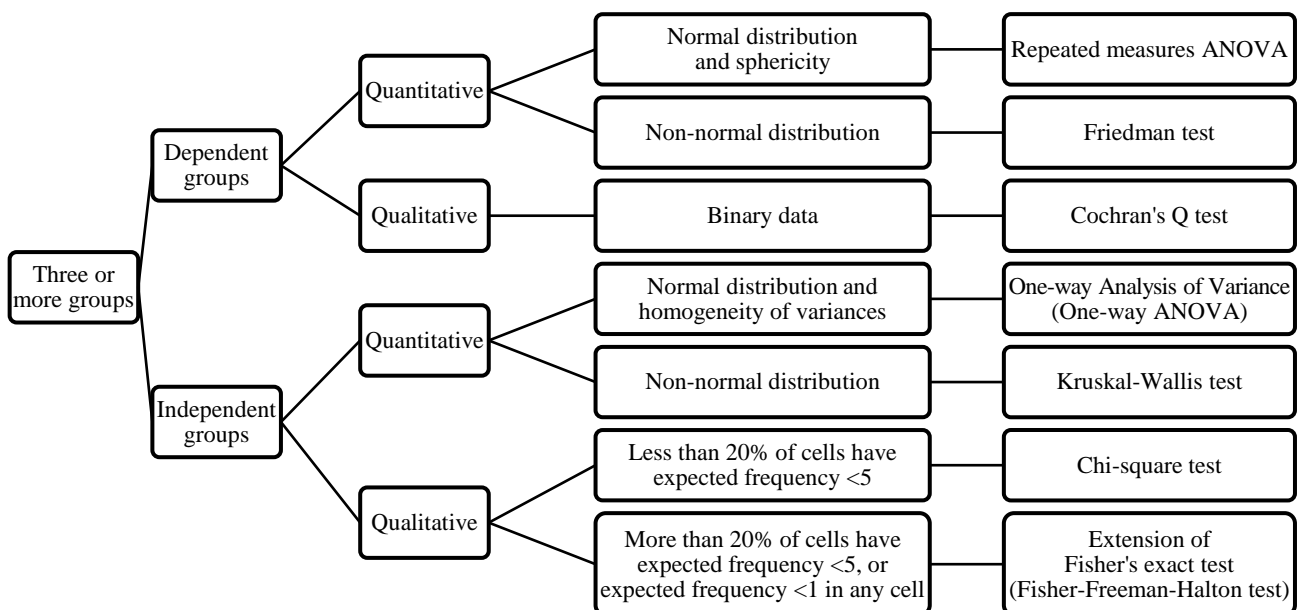 Three or
more groups
Dependent
groups
Quantitative
Normal distribution
and sphericity
Repeated measures ANOVA
Non-normal distribution
Friedman test
Qualitative
Binary data
Cochran's Q test
Independent
groups
Quantitative
Normal distribution and
homogeneity of variances
One-way Analysis of Variance
(One-way ANOVA)
Non-normal distribution
Kruskal-Wallis test
Qualitative
Less than 20% of cells have
expected frequency <5
Chi-square test
More than 20% of cells have
expected frequency <5, or
expected frequency <1 in any cell
Extension of
Fisher's exact test
(Fisher-Freeman-Halton test)